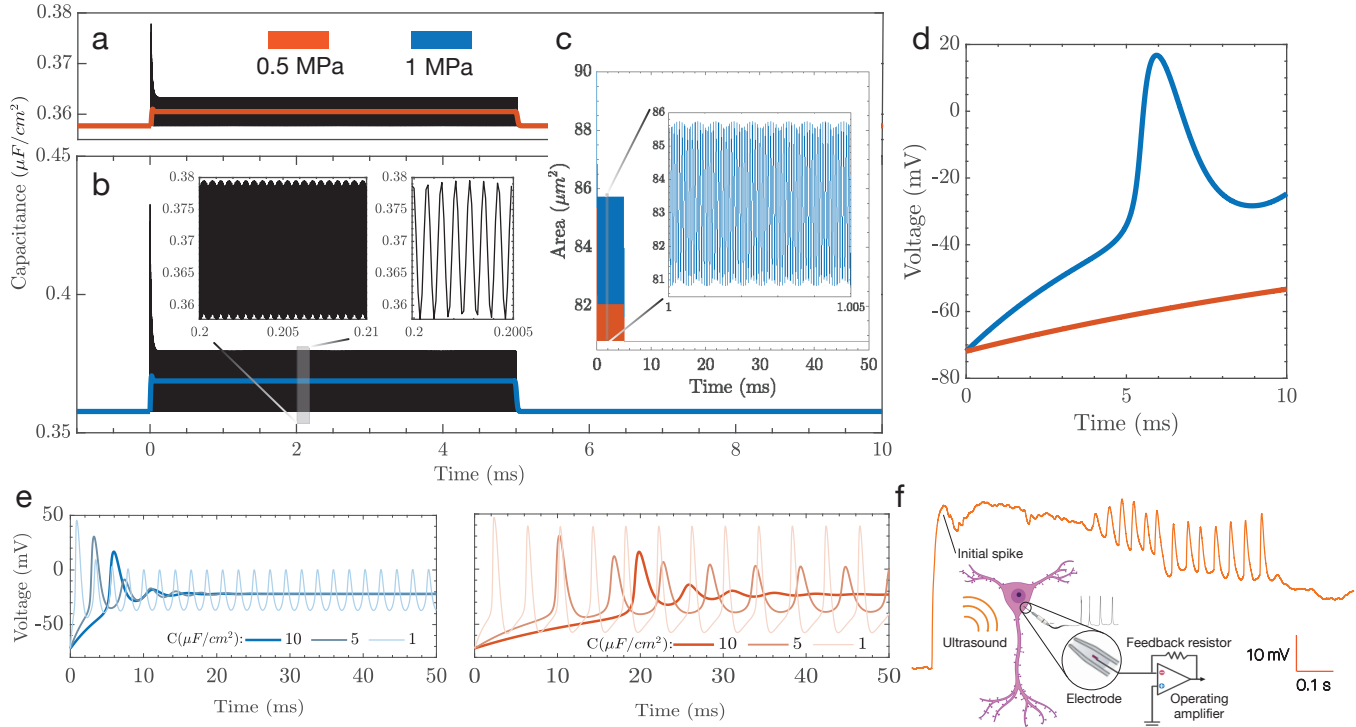 a
0.5 MPa
1 MPa
0.38
0.37
0.36
Capacitance (μF/cm²)
b
0.45
0.4
0.35
0.38
0.375
0.37
0.365
0.36
0.2
0.205
0.21
0.38
0.375
0.37
0.365
0.36
0.2
0.2005
0
2
4
6
8
10
Time (ms)
c
90
88
86
84
82
Area (μm²)
86
85
84
83
82
81
1
1.005
0
10
20
30
40
50
Time (ms)
d
20
0
-20
-40
-60
-80
Voltage (mV)
0
5
10
Time (ms)
e
50
0
-50
Voltage (mV)
C(μF/cm²): 10 5 1
0
10
20
30
40
50
Time (ms)
C(μF/cm²): 10 5 1
0
10
20
30
40
50
Time (ms)
f
Initial spike
Ultrasound
Feedback resistor
Electrode
Operating
amplifier
10 mV
0.1 s